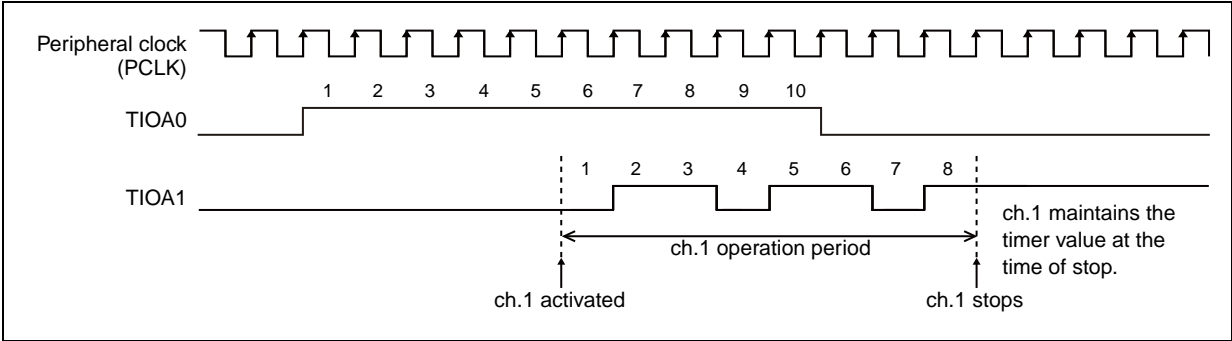 Peripheral clock
(PCLK)
1 2 3 4 5 6 7 8 9 10
TIOA0
1 2 3 4 5 6 7 8
TIOA1
ch.1 maintains the
timer value at the
time of stop.
ch.1 operation period
ch.1 activated
ch.1 stops